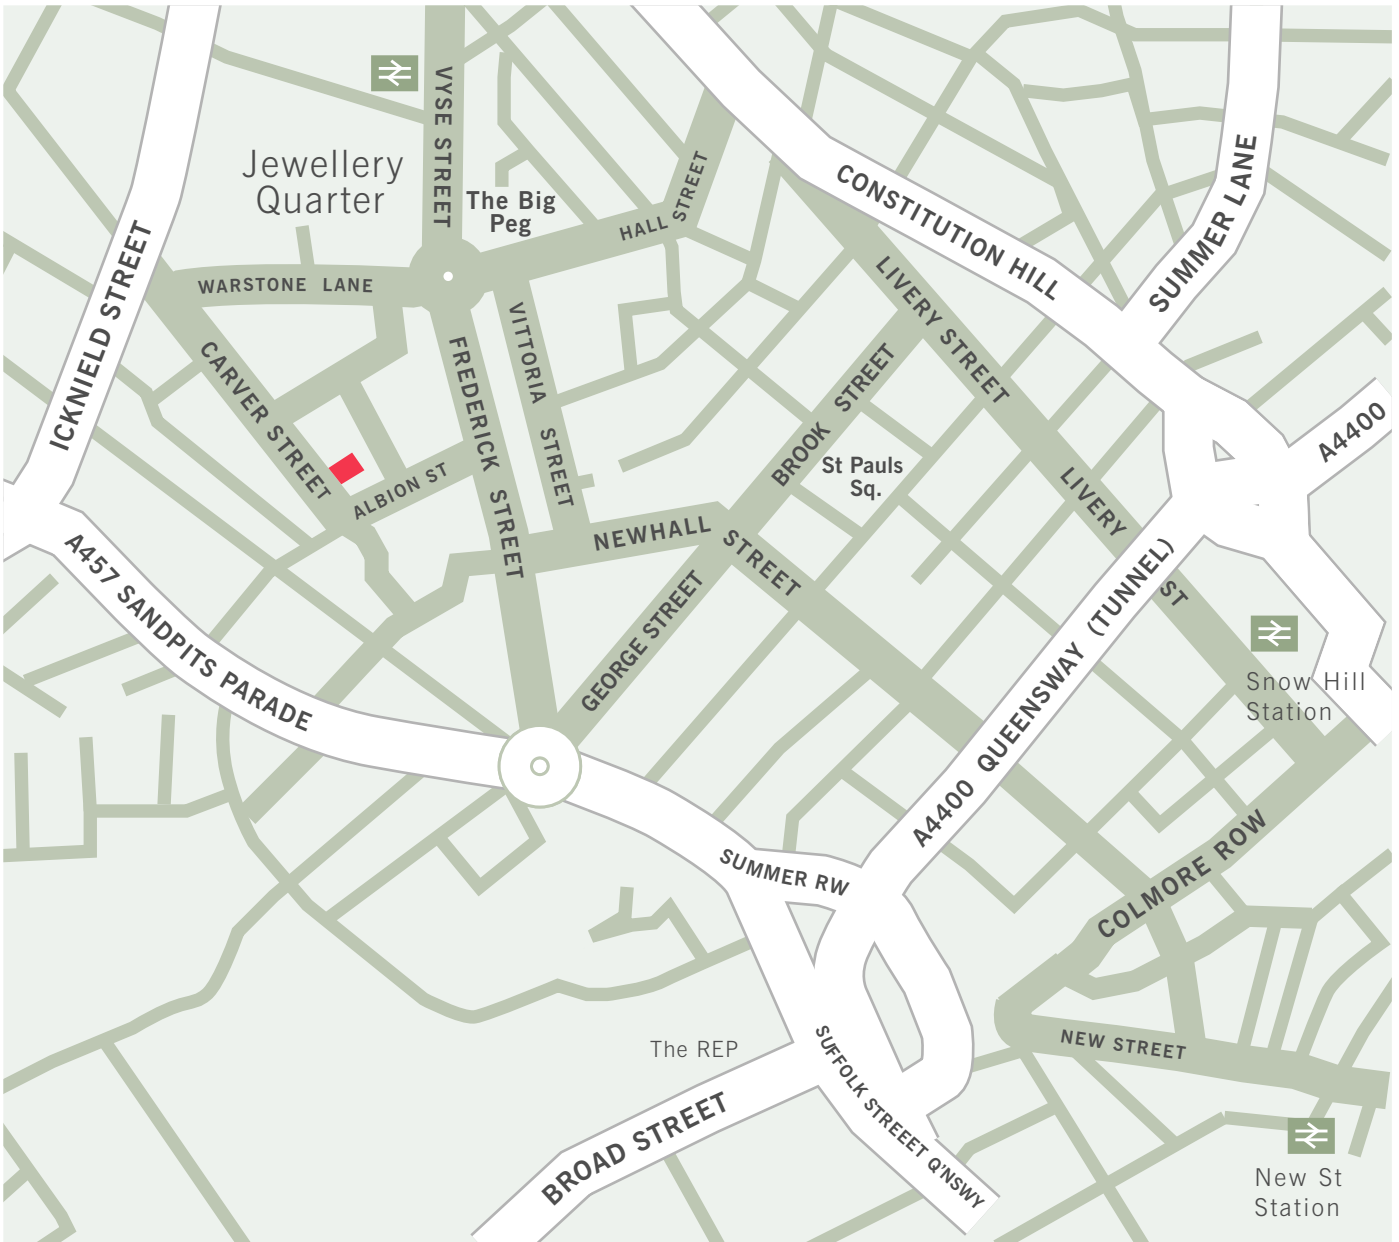 VYSE STREET
Jewellery
Quarter
The Big
Peg
HALL STREET
CONSTITUTION HILL
SUMMER LANE
ICKNIELD STREET
WARSTONE LANE
LIVERY STREET
VITTORIA STREET
FREDERICK STREET
CARVER STREET
BROOK STREET
A4400
St Pauls
Sq.
ALBION ST
LIVERY ST
NEWHALL STREET
A457 SANDPITS PARADE
GEORGE STREET
A4400 QUEENSWAY (TUNNEL)
Snow Hill
Station
SUMMER RW
COLMORE ROW
The REP
NEW STREET
SUFFOLK STREEET Q'NSWY
BROAD STREET
New St
Station